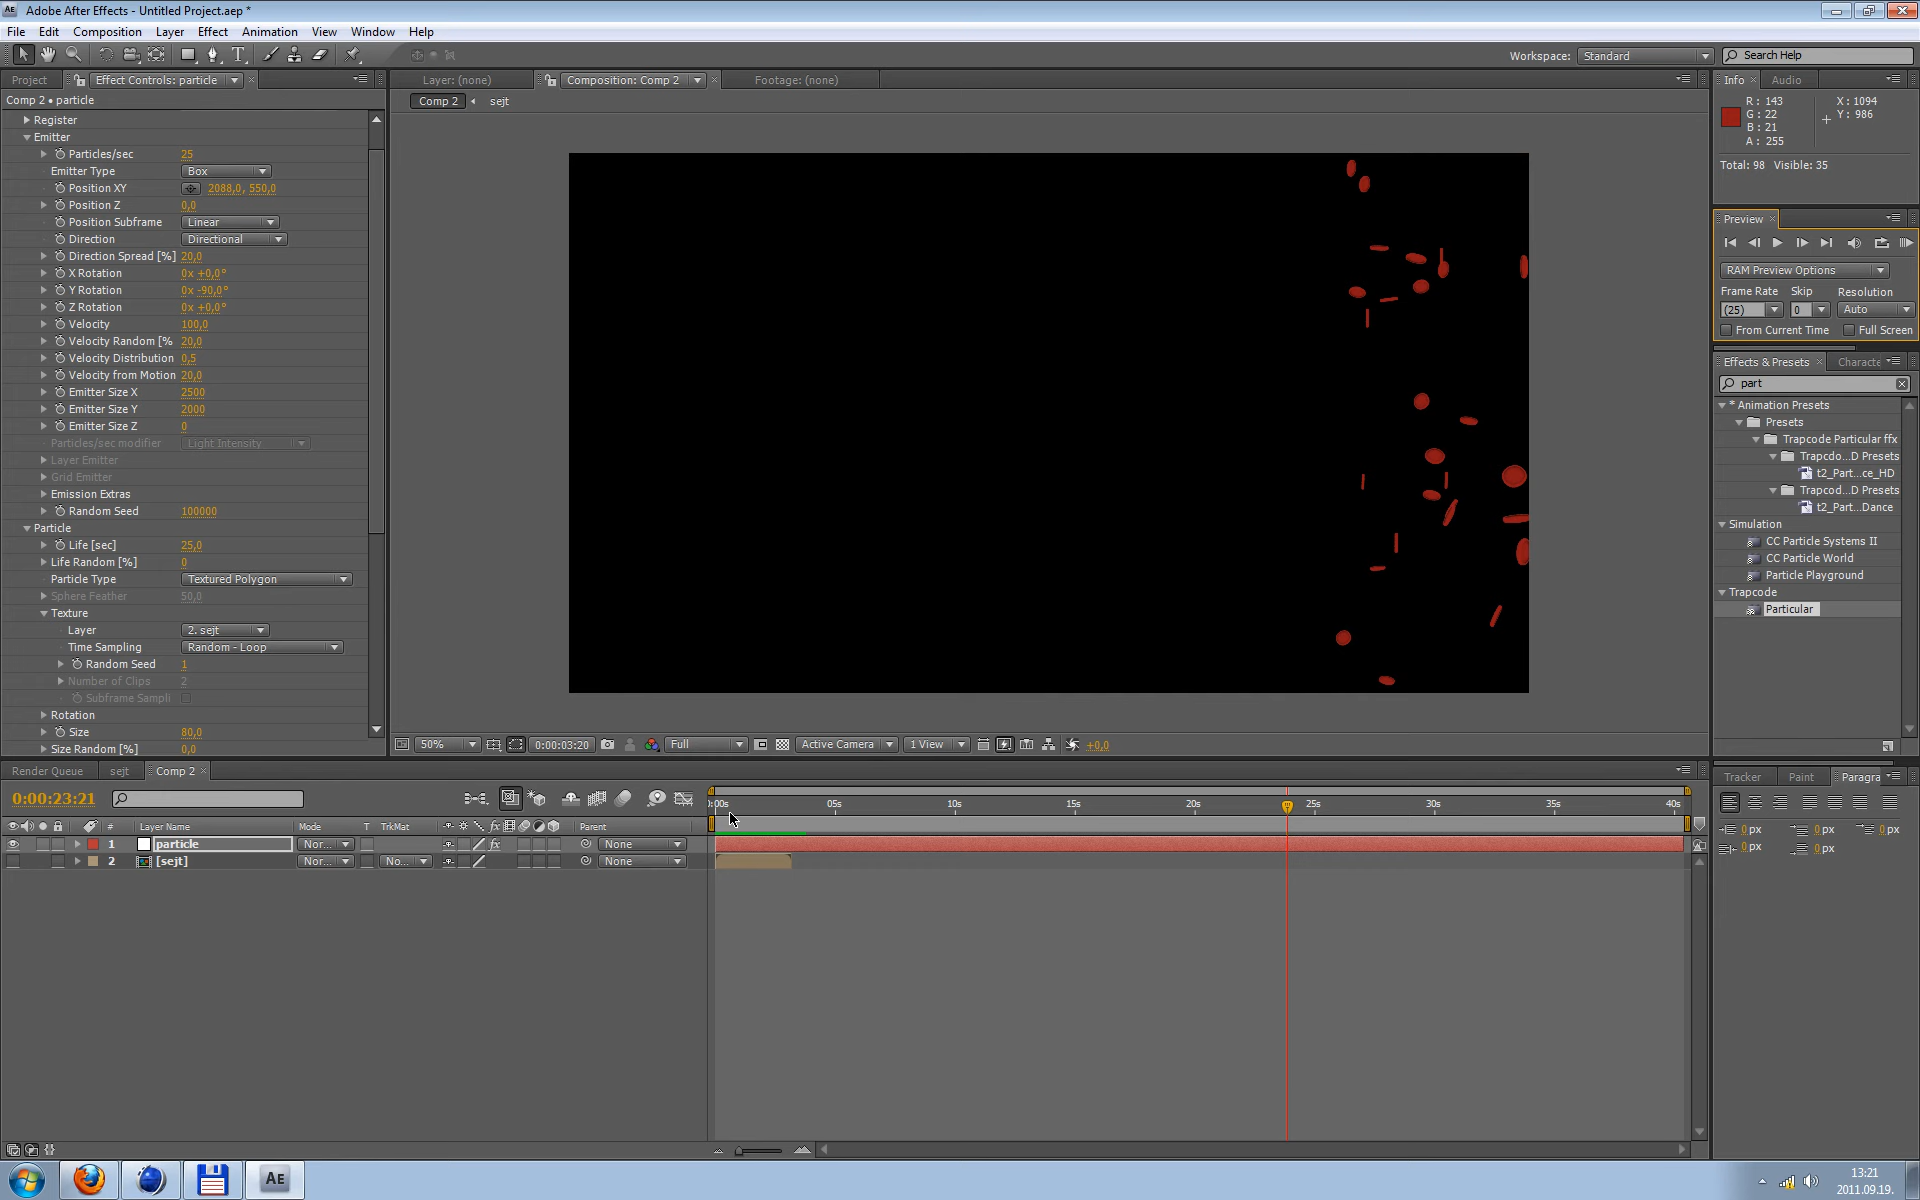 Adobe After Effects - Untitled Project.aep *
File Edit Composition Layer Effect Animation View Window Help
Workspace: Standard Search Help
Project Effect Controls: particle
Layer: (none) Composition: Comp 2 Footage: (none)
Info Audio
Comp 2 • particle
Comp 2 sejt
R: 143 X: 1094
G: 22 Y: 986
B: 21
A: 255
Total: 98 Visible: 35
Register
Emitter
Particles/sec 25
Emitter Type Box
Position XY 2088,0, 550,0
Position Z 0,0
Position Subframe Linear
Direction Directional
Direction Spread [%] 20,0
X Rotation 0x +0,0°
Y Rotation 0x -90,0°
Z Rotation 0x +0,0°
Velocity 100,0
Velocity Random [% 20,0
Velocity Distribution 0,5
Velocity from Motion 20,0
Emitter Size X 2500
Emitter Size Y 2000
Emitter Size Z 0
Particles/sec modifier Light Intensity
Layer Emitter
Grid Emitter
Emission Extras
Random Seed 100000
Particle
Life [sec] 25,0
Life Random [%] 0
Particle Type Textured Polygon
Sphere Feather 50,0
Texture
Layer 2. sejt
Time Sampling Random - Loop
Random Seed 1
Number of Clips 2
Subframe Sampli
Rotation
Size 80,0
Size Random [%] 0,0
50% 0:00:03:20 Full Active Camera 1 View +0,0
Preview
RAM Preview Options
Frame Rate Skip Resolution
(25) 0 Auto
From Current Time Full Screen
Effects & Presets Characte
part
* Animation Presets
Presets
Trapcode Particular ffx
Trapcdo...D Presets
t2_Part...ce_HD
Trapcod...D Presets
t2_Part...Dance
Simulation
CC Particle Systems II
CC Particle World
Particle Playground
Trapcode
Particular
Render Queue sejt Comp 2
0:00:23:21
# Layer Name Mode T TrkMat fx Parent
1 particle Nor... fx None
2 [sejt] Nor... No... None
0:00s 05s 10s 15s 20s 25s 30s 35s 40s
Tracker Paint Paragra
0 px 0 px 0 px
0 px 0 px
AE
13:21
2011.09.19.